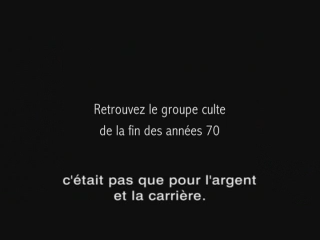 Retrouvez le groupe culte
de la fin des années 70
c'était pas que pour l'argent
et la carrière.